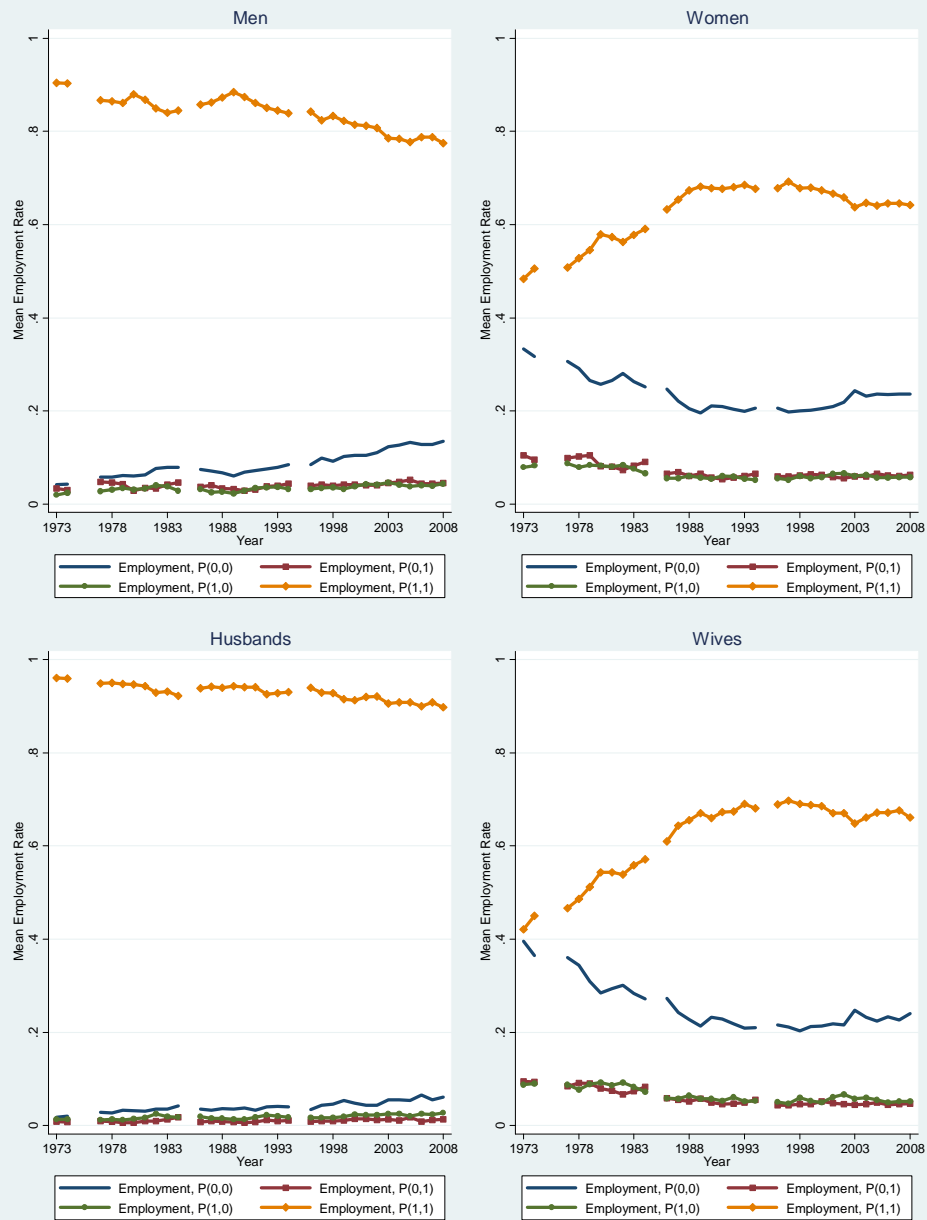 Men
Mean Employment Rate
0 .2 .4 .6 .8 1
1973 1978 1983 1988 1993 1998 2003 2008
Year
Employment, P(0,0) Employment, P(0,1)
Employment, P(1,0) Employment, P(1,1)
Women
Mean Employment Rate
0 .2 .4 .6 .8 1
1973 1978 1983 1988 1993 1998 2003 2008
Year
Employment, P(0,0) Employment, P(0,1)
Employment, P(1,0) Employment, P(1,1)
Husbands
Mean Employment Rate
0 .2 .4 .6 .8 1
1973 1978 1983 1988 1993 1998 2003 2008
Year
Employment, P(0,0) Employment, P(0,1)
Employment, P(1,0) Employment, P(1,1)
Wives
Mean Employment Rate
0 .2 .4 .6 .8 1
1973 1978 1983 1988 1993 1998 2003 2008
Year
Employment, P(0,0) Employment, P(0,1)
Employment, P(1,0) Employment, P(1,1)